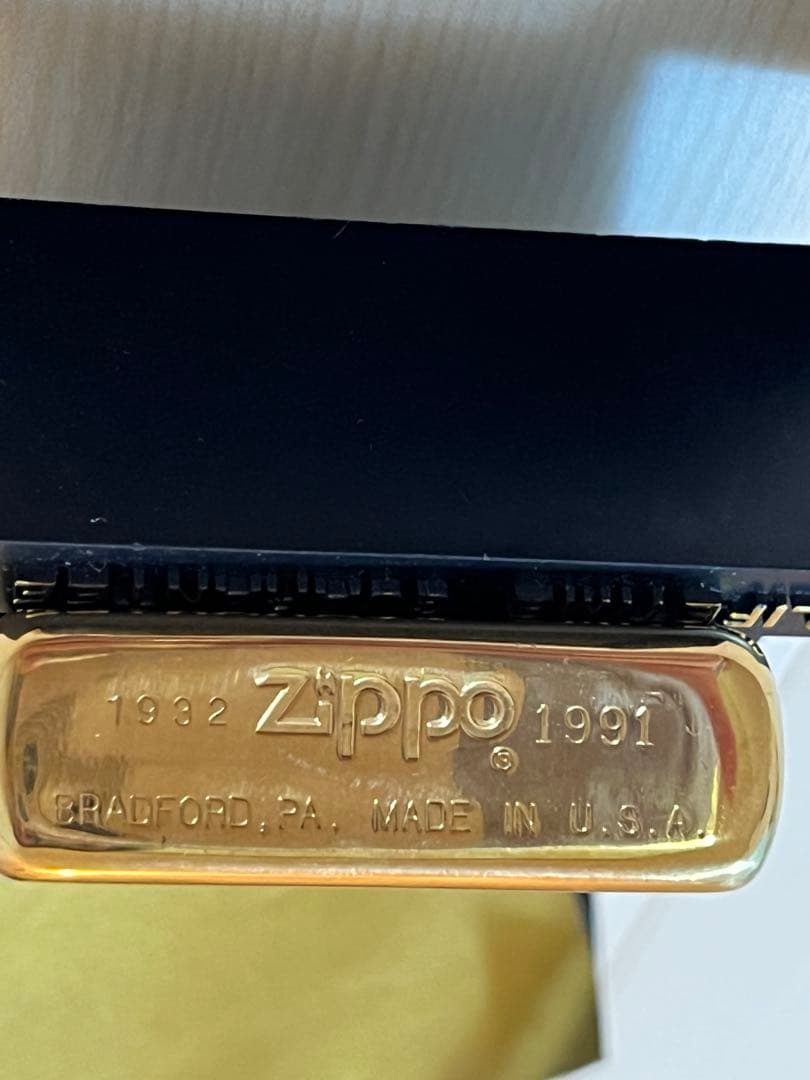 1932 Zippo ® 1991
BRADFORD, PA. MADE IN U.S.A.